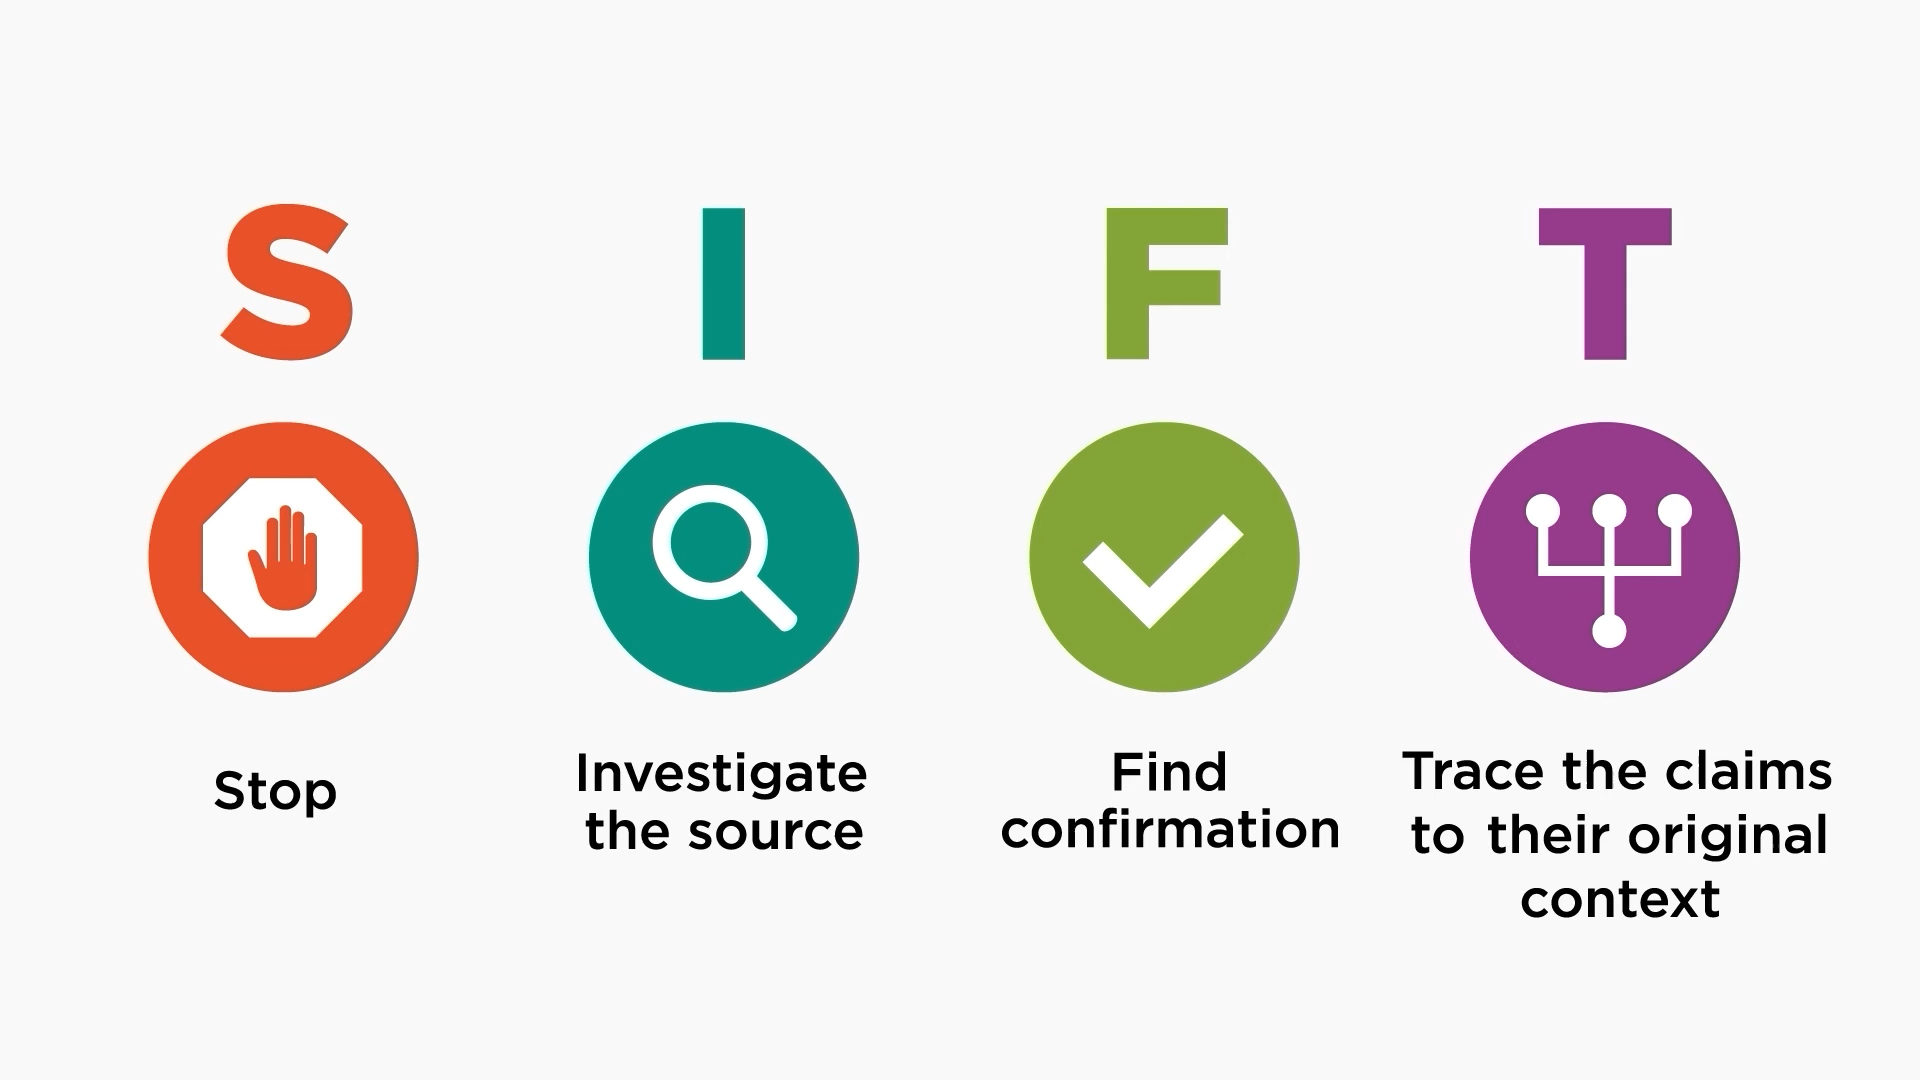 S I F T
Stop
Investigate
the source
Find
confirmation
Trace the claims
to their original
context